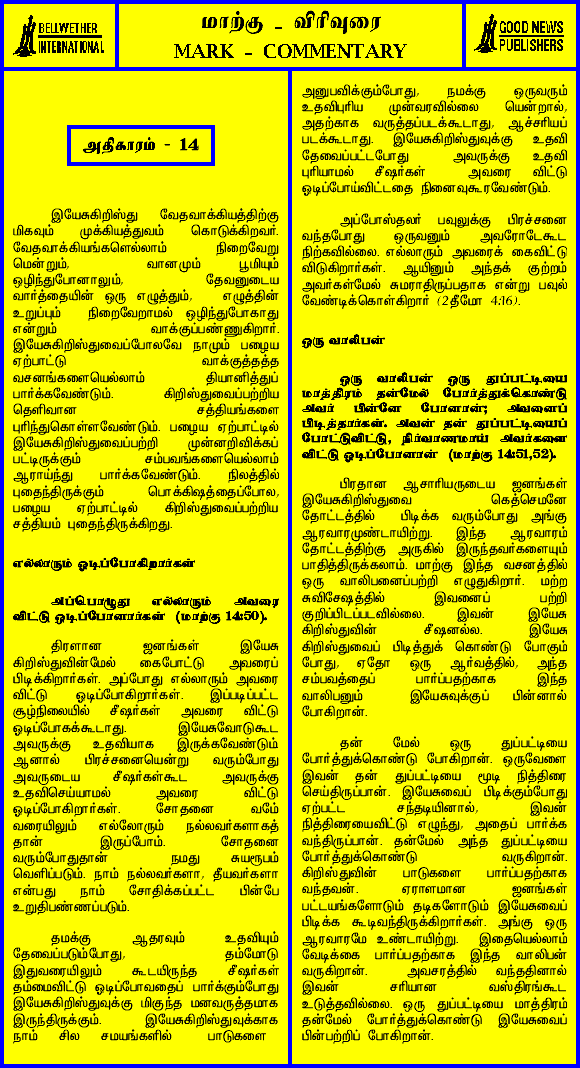 BELLWETHER
INTERNATIONAL
மாற்கு - விரிவுரை
MARK - COMMENTARY
GOOD NEWS
PUBLISHERS
அதிகாரம் - 14
இயேசுகிறிஸ்து வேதவாக்கியத்திற்கு
மிகவும் முக்கியத்துவம் கொடுக்கிறவர்.
வேதவாக்கியங்களெல்லாம் நிறைவேறு
மென்றும், வானமும் பூமியும்
ஒழிந்துபோனாலும், தேவனுடைய
வார்த்தையின் ஒரு எழுத்தும், எழுத்தின்
உறுப்பும் நிறைவேறாமல் ஒழிந்துபோகாது
என்றும் வாக்குப்பண்ணுகிறார்.
இயேசுகிறிஸ்துவைப்போலவே நாமும் பழைய
ஏற்பாட்டு வாக்குத்தத்த
வசனங்களையெல்லாம் தியானித்துப்
பார்க்கவேண்டும். கிறிஸ்துவைப்பற்றிய
தெளிவான சத்தியங்களை
புரிந்துகொள்ளவேண்டும். பழைய ஏற்பாட்டில்
இயேசுகிறிஸ்துவைப்பற்றி முன்னறிவிக்கப்
பட்டிருக்கும் சம்பவங்களையெல்லாம்
ஆராய்ந்து பார்க்கவேண்டும். நிலத்தில்
புதைந்திருக்கும் பொக்கிஷத்தைப்போல,
பழைய ஏற்பாட்டில் கிறிஸ்துவைப்பற்றிய
சத்தியம் புதைந்திருக்கிறது.
எல்லாரும் ஓடிப்போகிறார்கள்
அப்பொழுது எல்லாரும் அவரை
விட்டு ஓடிப்போனார்கள் (மாற்கு 14:50).
திரளான ஜனங்கள் இயேசு
கிறிஸ்துவின்மேல் கைபோட்டு அவரைப்
பிடிக்கிறார்கள். அப்போது எல்லாரும் அவரை
விட்டு ஓடிப்போகிறார்கள். இப்படிப்பட்ட
சூழ்நிலையில் சீஷர்கள் அவரை விட்டு
ஓடிப்போகக்கூடாது. இயேசுவோடுகூட
அவருக்கு உதவியாக இருக்கவேண்டும்
ஆனால் பிரச்சனையென்று வரும்போது
அவருடைய சீஷர்கள்கூட அவருக்கு
உதவிசெய்யாமல் அவரை விட்டு
ஓடிப்போகிறார்கள். சோதனை வமே
வரையிலும் எல்லோரும் நல்லவர்களாகத்
தான் இருப்போம். சோதனை
வரும்போதுதான் நமது சுயரூபம்
வெளிப்படும். நாம் நல்லவர்களா, தீயவர்களா
என்பது நாம் சோதிக்கப்பட்ட பின்பே
உறுதிபண்ணப்படும்.
தமக்கு ஆதரவும் உதவியும்
தேவைப்படும்போது, தம்மோடு
இதுவரையிலும் கூடயிருந்த சீஷர்கள்
தம்மைவிட்டு ஓடிப்போவதைப் பார்க்கும்போது
இயேசுகிறிஸ்துவுக்கு மிகுந்த மனவருத்தமாக
இருந்திருக்கும். இயேசுகிறிஸ்துவுக்காக
நாம் சில சமயங்களில் பாடுகளை
அனுபவிக்கும்போது, நமக்கு ஒருவரும்
உதவிபுரிய முன்வரவில்லை யென்றால்,
அதற்காக வருத்தப்படக்கூடாது, ஆச்சரியப்
படக்கூடாது. இயேசுகிறிஸ்துவுக்கு உதவி
தேவைப்பட்டபோது அவருக்கு உதவி
புரியாமல் சீஷர்கள் அவரை விட்டு
ஓடிப்போய்விட்டதை நினைவுகூரவேண்டும்.
அப்போஸ்தலர் பவுலுக்கு பிரச்சனை
வந்தபோது ஒருவனும் அவரோடேகூட
நிற்கவில்லை. எல்லாரும் அவரைக் கைவிட்டு
விடுகிறார்கள். ஆயினும் அந்தக் குற்றம்
அவர்கள்மேல் சுமராதிருப்பதாக என்று பவுல்
வேண்டிக்கொள்கிறார் (2தீமோ 4:16).
ஒரு வாலிபன்
ஒரு வாலிபன் ஒரு துப்பட்டியை
மாத்திரம் தன்மேல் போர்த்துக்கொண்டு
அவர் பின்னே போனான்; அவனைப்
பிடித்தார்கள். அவன் தன் துப்பட்டியைப்
போட்டுவிட்டு, நிர்வாணமாய் அவர்களை
விட்டு ஓடிப்போனான் (மாற்கு 14:51,52).
பிரதான ஆசாரியருடைய ஜனங்கள்
இயேசுகிறிஸ்துவை கெத்செமனே
தோட்டத்தில் பிடிக்க வரும்போது அங்கு
ஆரவாரமுண்டாயிற்று. இந்த ஆரவாரம்
தோட்டத்திற்கு அருகில் இருந்தவர்களையும்
பாதித்திருக்கலாம். மாற்கு இந்த வசனத்தில்
ஒரு வாலிபனைப்பற்றி எழுதுகிறார். மற்ற
சுவிசேஷத்தில் இவனைப் பற்றி
குறிப்பிடப்படவில்லை. இவன் இயேசு
கிறிஸ்துவின் சீஷனல்ல. இயேசு
கிறிஸ்துவைப் பிடித்துக் கொண்டு போகும்
போது, ஏதோ ஒரு ஆர்வத்தில், அந்த
சம்பவத்தைப் பார்ப்பதற்காக இந்த
வாலிபனும் இயேசுவுக்குப் பின்னால்
போகிறான்.
தன் மேல் ஒரு துப்பட்டியை
போர்த்துக்கொண்டு போகிறான். ஒருவேளை
இவன் தன் துப்பட்டியை மூடி நித்திரை
செய்திருப்பான். இயேசுவைப் பிடிக்கும்போது
ஏற்பட்ட சந்தடியினால், இவன்
நித்திரையைவிட்டு எழுந்து, அதைப் பார்க்க
வந்திருப்பான். தன்மேல் அந்த துப்பட்டியை
போர்த்துக்கொண்டு வருகிறான்.
கிறிஸ்துவின் பாடுகளை பார்ப்பதற்காக
வந்தவன். ஏராளமான ஜனங்கள்
பட்டயங்களோடும் தடிகளோடும் இயேசுவைப்
பிடிக்க கூடிவந்திருக்கிறார்கள். அங்கு ஒரு
ஆரவாரமே உண்டாயிற்று. இதையெல்லாம்
வேடிக்கை பார்ப்பதற்காக இந்த வாலிபன்
வருகிறான். அவசரத்தில் வந்ததினால்
இவன் சரியான வஸ்திரங்கூட
உடுத்தவில்லை. ஒரு துப்பட்டியை மாத்திரம்
தன்மேல் போர்த்துக்கொண்டு இயேசுவைப்
பின்பற்றிப் போகிறான்.